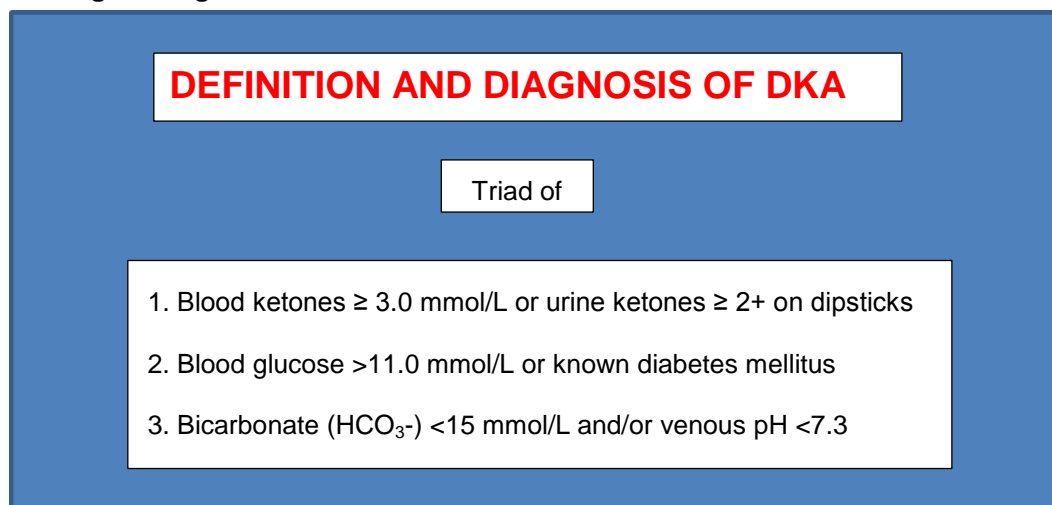 DEFINITION AND DIAGNOSIS OF DKA
Triad of
1. Blood ketones ≥ 3.0 mmol/L or urine ketones ≥ 2+ on dipsticks
2. Blood glucose >11.0 mmol/L or known diabetes mellitus
3. Bicarbonate (HCO₃-) <15 mmol/L and/or venous pH <7.3